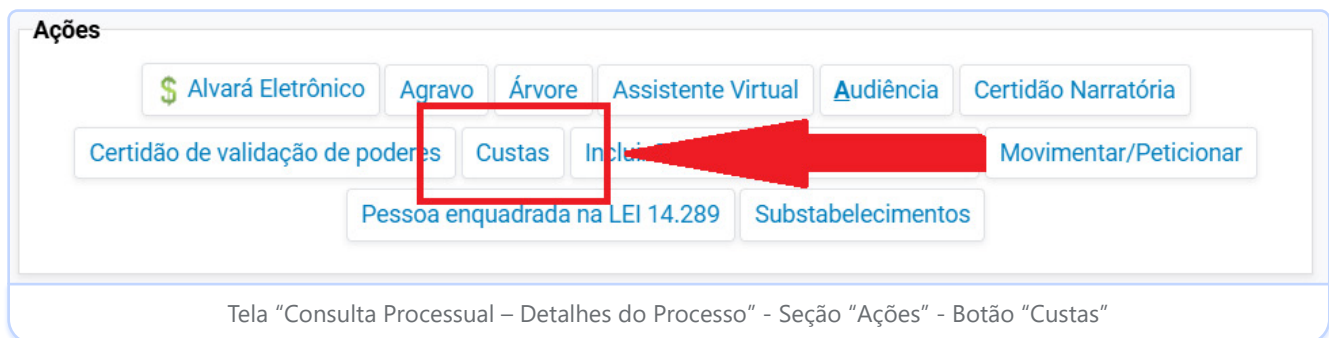 Ações
$ Alvará Eletrônico Agravo Árvore Assistente Virtual Audiência Certidão Narratória
Certidão de validação de poderes Custas Movimentar/Peticionar
Pessoa enquadrada na LEI 14.289 Substabelecimentos
Tela “Consulta Processual – Detalhes do Processo” - Seção “Ações” - Botão “Custas”